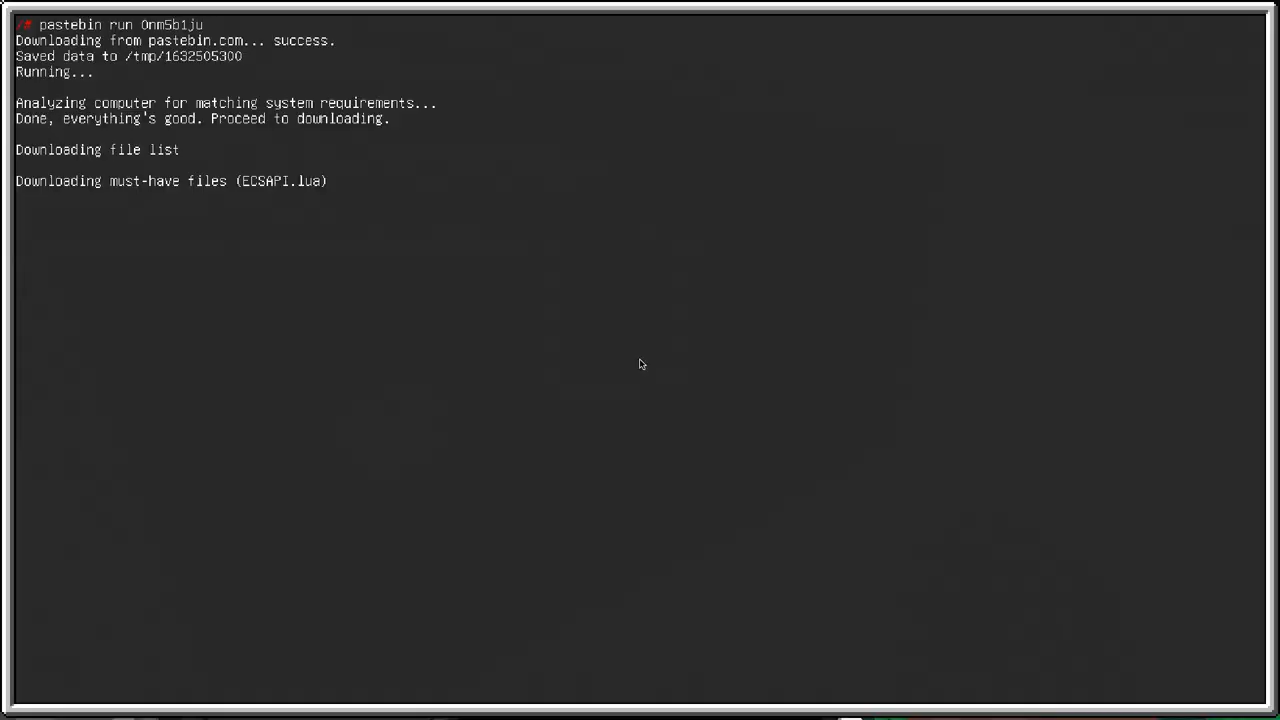 /# pastebin run 0nm5b1ju
Downloading from pastebin.com... success.
Saved data to /tmp/1632505300
Running...
Analyzing computer for matching system requirements...
Done, everything's good. Proceed to downloading.
Downloading file list
Downloading must-have files (ECSAPI.lua)